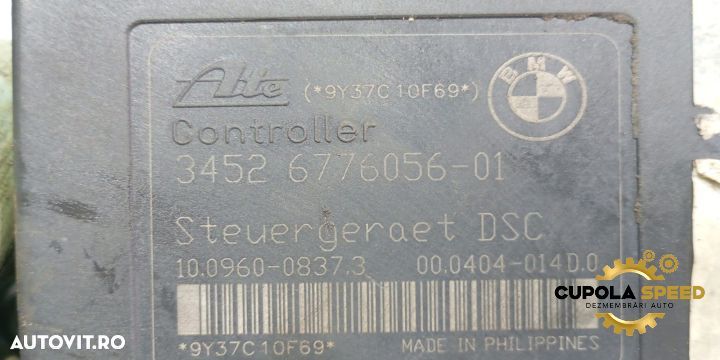 Ate (*9Y37C10F69*)
BMW
Controller
3452 6776056-01
Steuergeraet DSC
10.0960-0837.3 00.0404-014D.0
*9Y37C10F69* MADE IN PHILIPPINES
CUPOLA SPEED
DEZMEMBRĂRI AUTO
AUTOVIT.RO